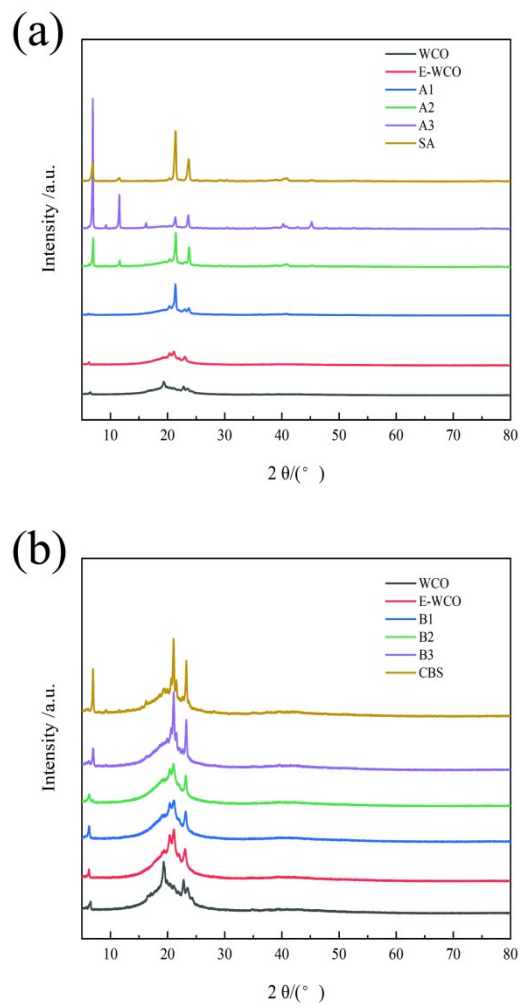 (a)
WCO
E-WCO
A1
A2
A3
SA
Intensity /a.u.
10 20 30 40 50 60 70 80
2 θ/(° )
(b)
WCO
E-WCO
B1
B2
B3
CBS
Intensity /a.u.
10 20 30 40 50 60 70 80
2 θ/(° )